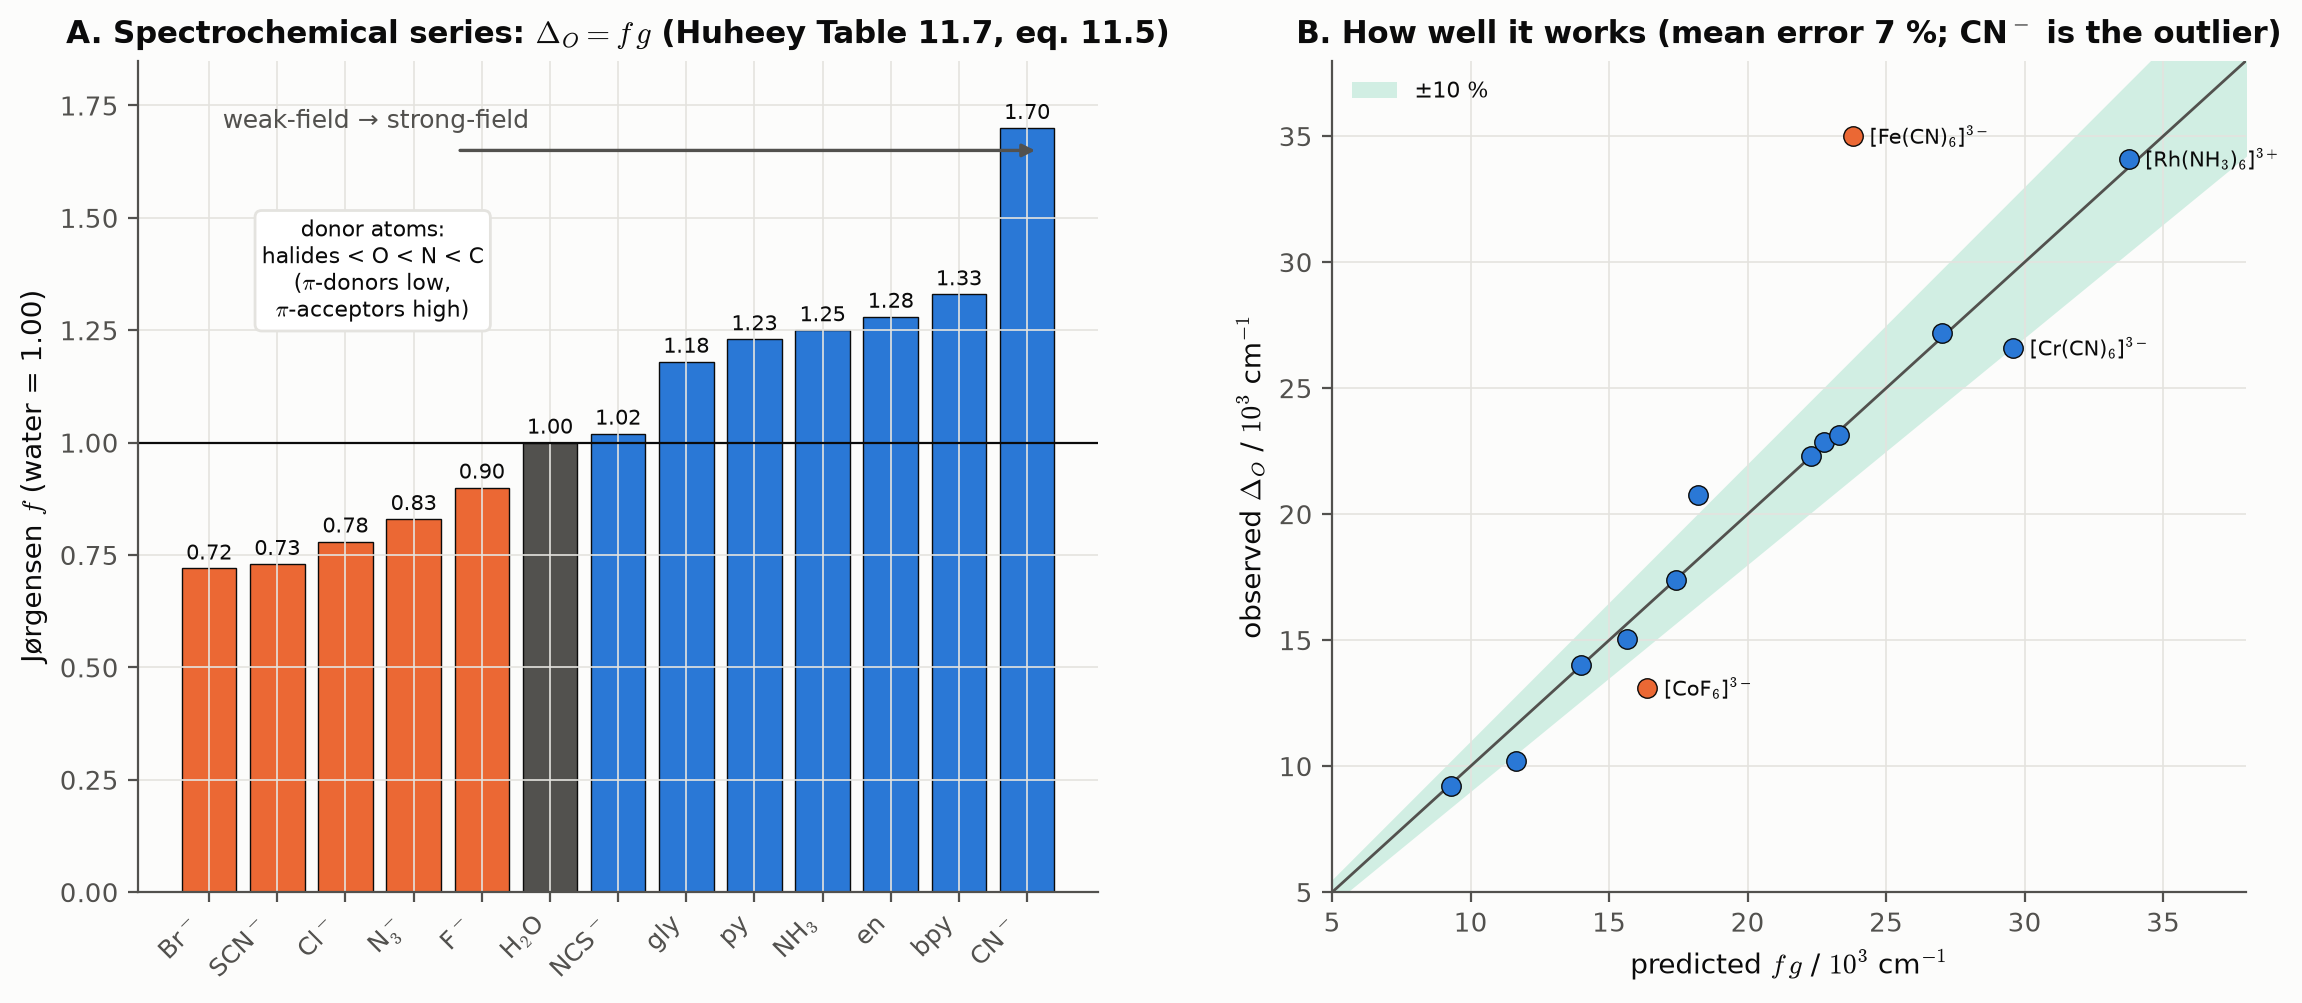 A. Spectrochemical series: Δ_O = fg (Huheey Table 11.7, eq. 11.5)
Jørgensen f (water = 1.00)
1.75
1.50
1.25
1.00
0.75
0.50
0.25
0.00
weak-field → strong-field
donor atoms:
halides < O < N < C
(π-donors low,
π-acceptors high)
0.72
0.73
0.78
0.83
0.90
1.00
1.02
1.18
1.23
1.25
1.28
1.33
1.70
Br⁻
SCN⁻
Cl⁻
N₃⁻
F⁻
H₂O
NCS⁻
gly
py
NH₃
en
bpy
CN⁻
B. How well it works (mean error 7 %; CN⁻ is the outlier)
observed Δ_O / 10³ cm⁻¹
35
30
25
20
15
10
5
±10 %
[Fe(CN)₆]³⁻
[Rh(NH₃)₆]³⁺
[Cr(CN)₆]³⁻
[CoF₆]³⁻
5
10
15
20
25
30
35
predicted fg / 10³ cm⁻¹